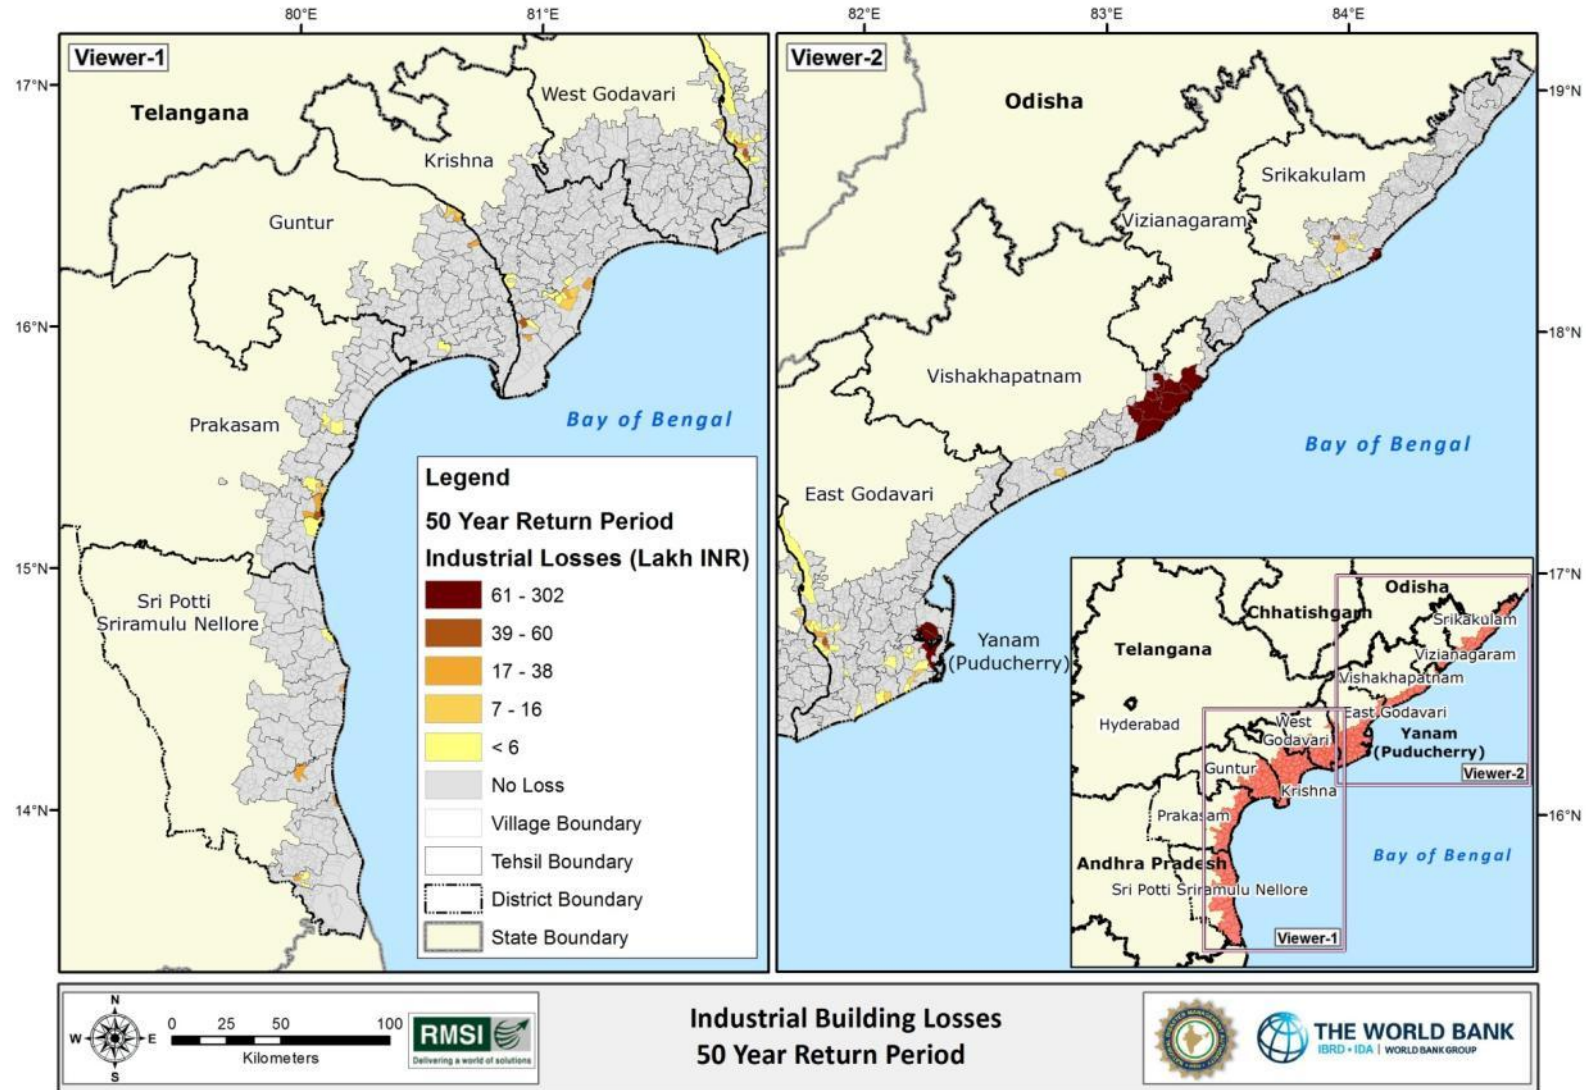 80°E
81°E
82°E
83°E
84°E
Viewer-1
17°N
16°N
15°N
14°N
Telangana
West Godavari
Krishna
Guntur
Prakasam
Sri Potti
Sriramulu Nellore
Bay of Bengal
Legend
50 Year Return Period
Industrial Losses (Lakh INR)
61 - 302
39 - 60
17 - 38
7 - 16
< 6
No Loss
Village Boundary
Tehsil Boundary
District Boundary
State Boundary
Viewer-2
Odisha
Srikakulam
Vizianagaram
Vishakhapatnam
East Godavari
Bay of Bengal
Yanam
(Puducherry)
19°N
18°N
17°N
16°N
Odisha
Chhatishgarh
Srikakulam
Telangana
Vizianagaram
Vishakhapatnam
Hyderabad
West
Godavari
East Godavari
Yanam
(Puducherry)
Guntur
Krishna
Viewer-2
Prakasam
Andhra Pradesh
Bay of Bengal
Sri Potti Sriramulu Nellore
Viewer-1
N
W E
S
0 25 50 100
Kilometers
RMSI
Delivering a world of solutions
Industrial Building Losses
50 Year Return Period
THE WORLD BANK
IBRD • IDA | WORLD BANK GROUP